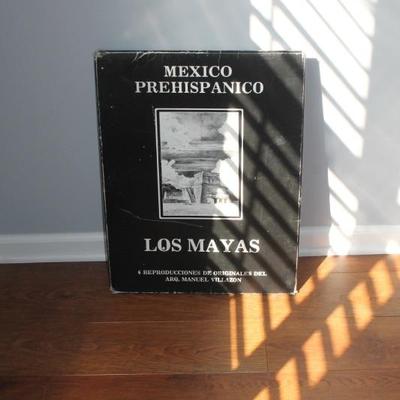 MEXICO
PREHISPANICO
LOS MAYAS
6 REPRODUCCIONES DE ORIGINALES DEL
ARQ. MANUEL VILLAZON